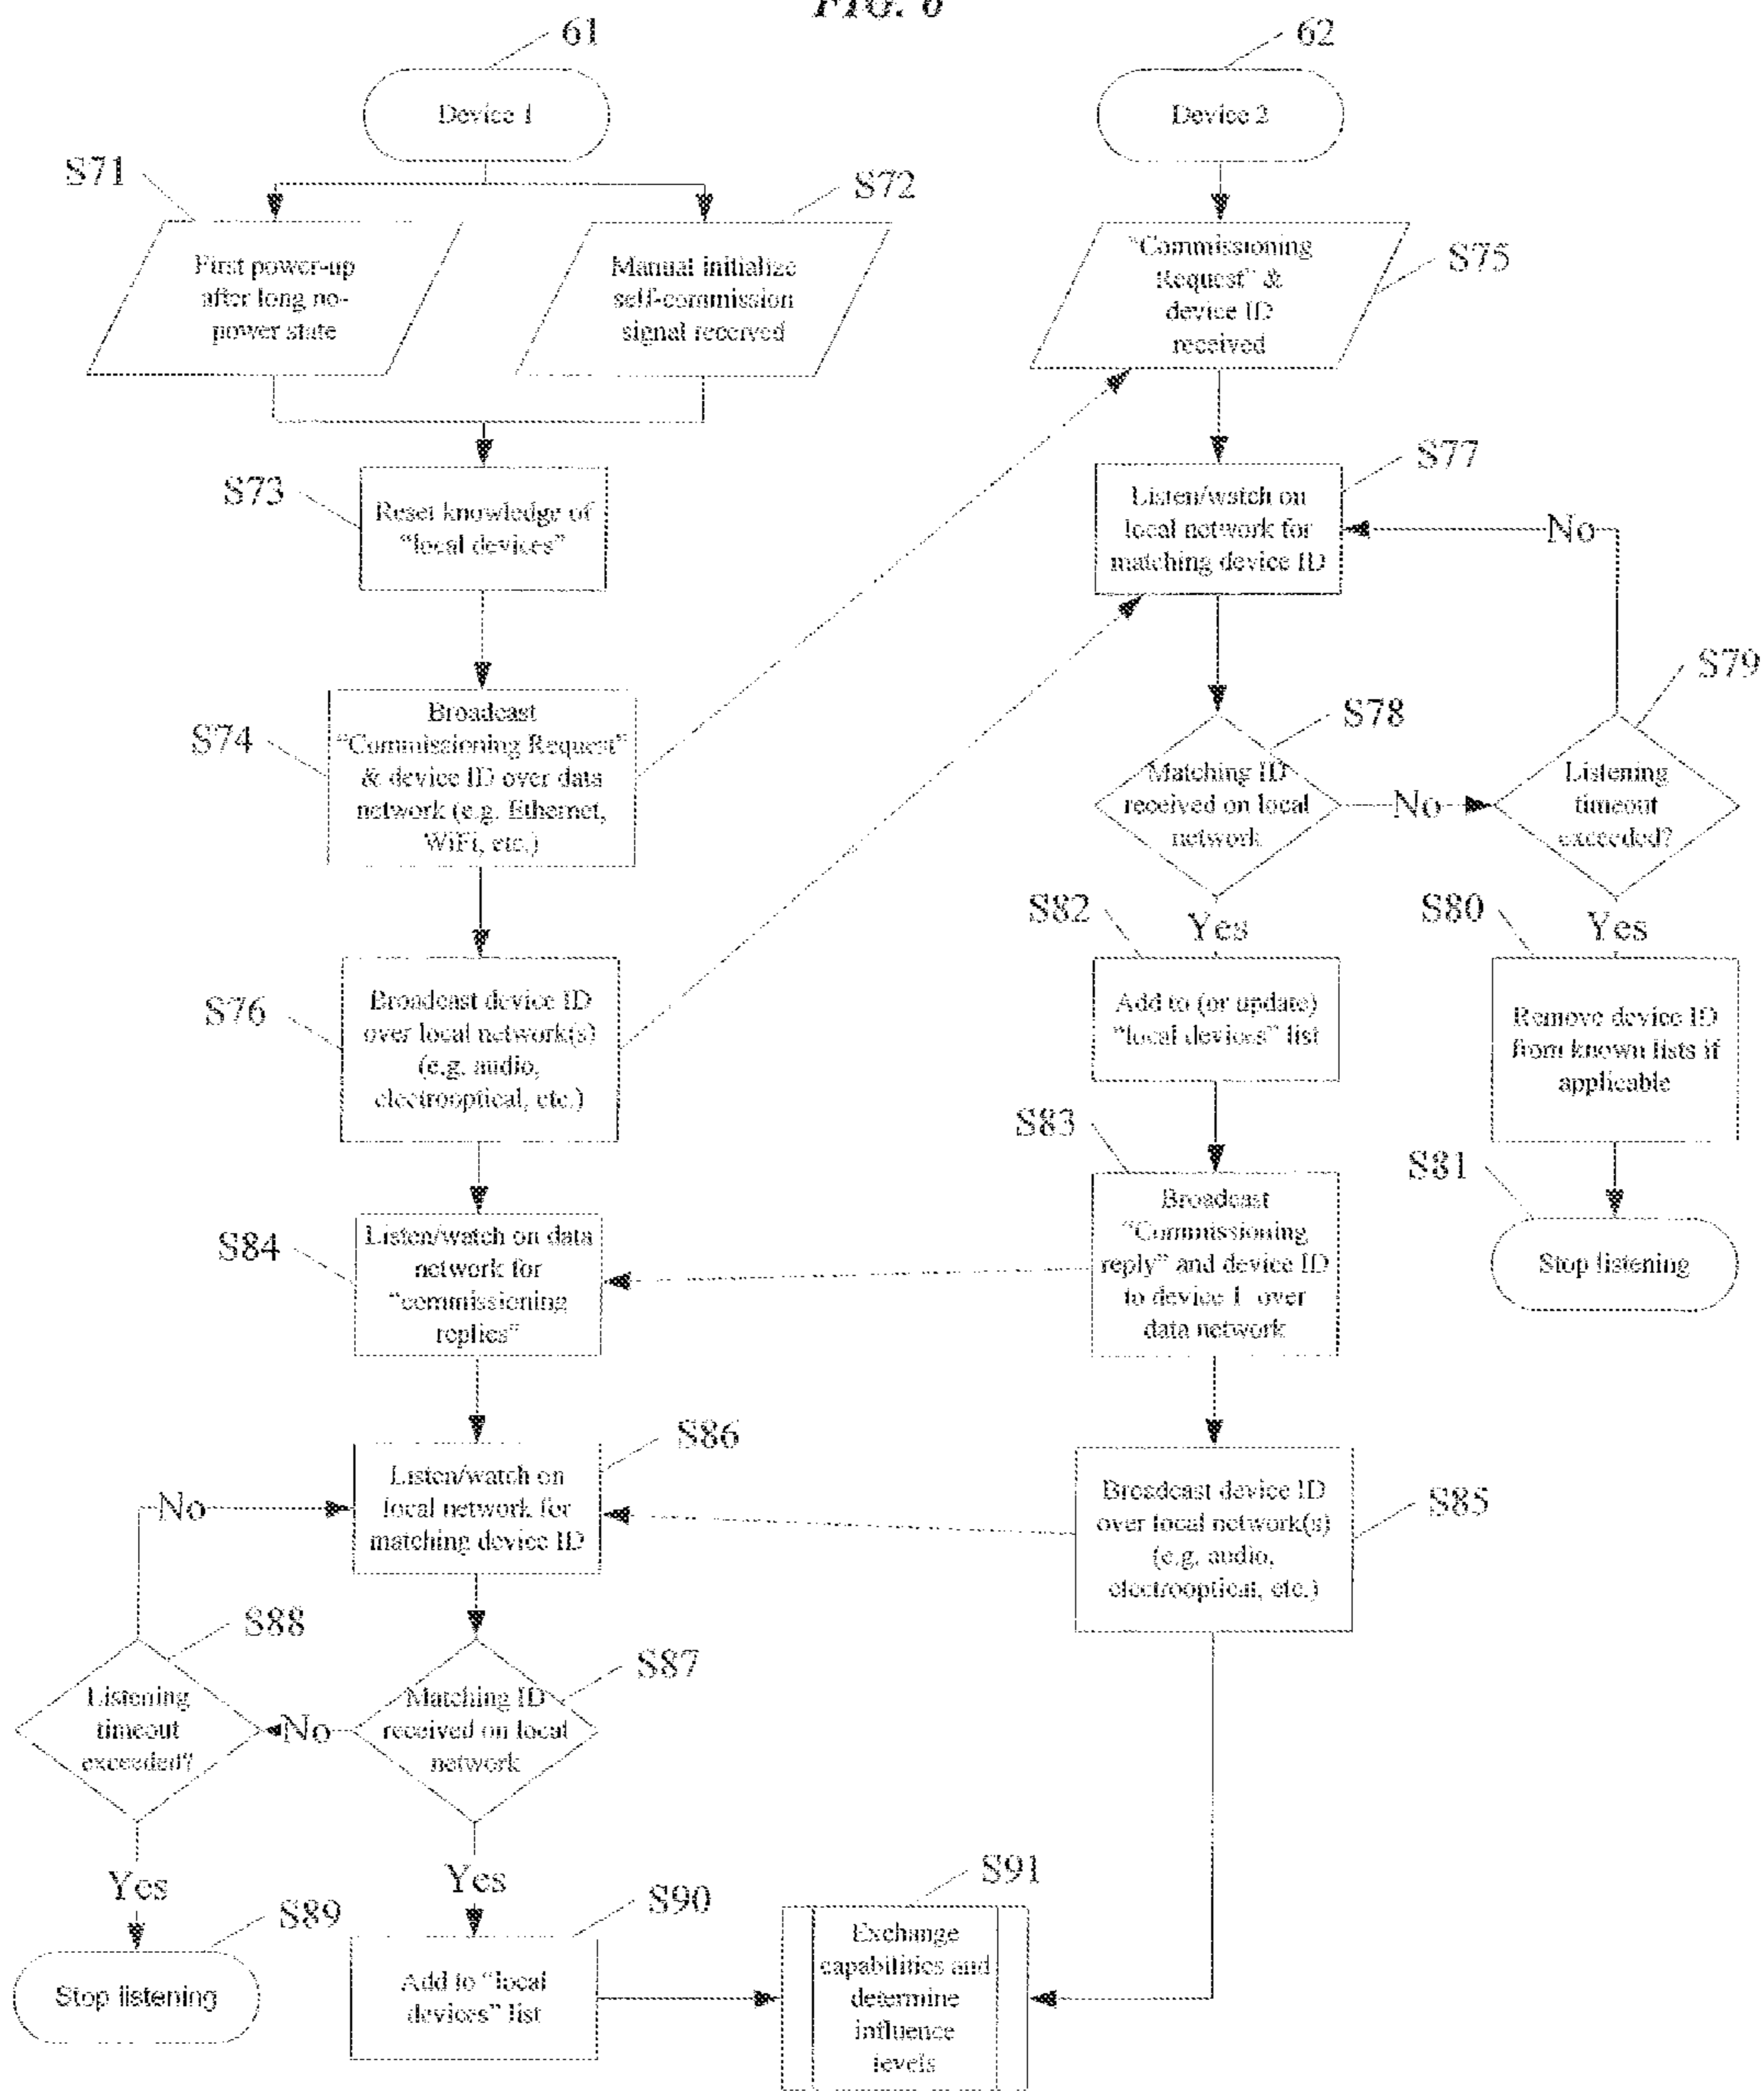 FIG. 6
61
62
Device 1
Device 2
S71
S72
First power-up
after long no-
power state
Manual initialize
self-commission
signal received
"Commissioning
Request" &
device ID
received
S75
S73
Reset knowledge of
"local devices"
S77
Listen/watch on
local network for
matching device ID
No
S74
Broadcast
"Commissioning Request"
& device ID over data
network (e.g. Ethernet,
WiFi, etc.)
S78
Matching ID
received on local
network
No
S79
Listening
timeout
exceeded?
S76
Broadcast device ID
over local network(s)
(e.g. audio,
electrooptical, etc.)
S82
Yes
Add to (or update)
"local devices" list
S80
Yes
Remove device ID
from known lists if
applicable
S84
Listen/watch on data
network for
"commissioning
replies"
S83
Broadcast
"Commissioning
reply" and device ID
to device 1 over
data network
S81
Stop listening
S86
Listen/watch on
local network for
matching device ID
No
S85
Broadcast device ID
over local network(s)
(e.g. audio,
electrooptical, etc.)
S88
Listening
timeout
exceeded?
No
S87
Matching ID
received on local
network
Yes
Yes
S89
Stop listening
S90
Add to "local
devices" list
S91
Exchange
capabilities and
determine
influence
levels